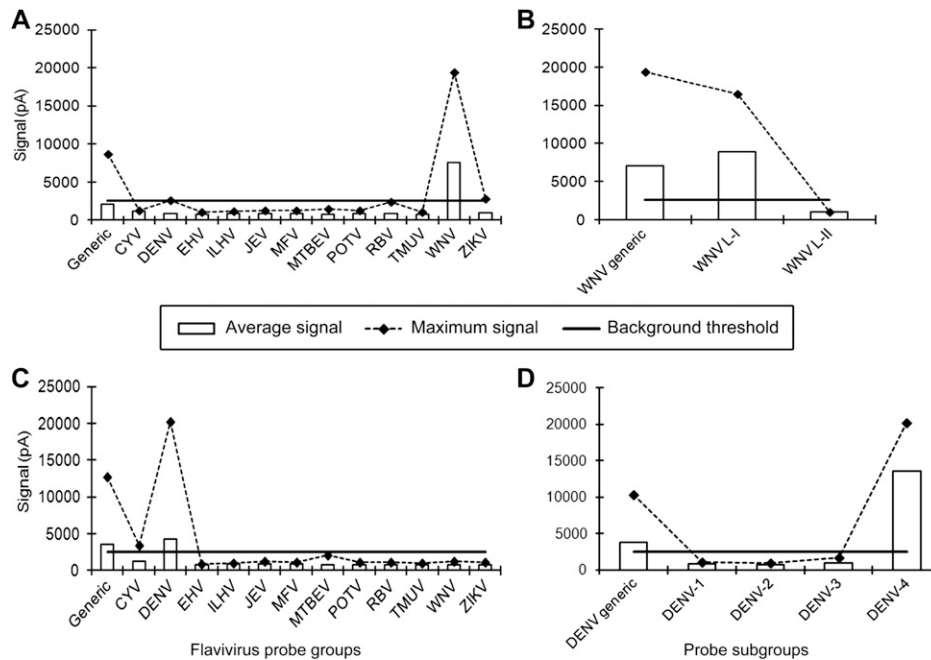 A
Signal (pA)
25000
20000
15000
10000
5000
0
Generic
CYV
DENV
EHV
ILHV
JEV
MFV
MTBEV
POTV
RBV
TMUV
WNV
ZIKV
B
25000
20000
15000
10000
5000
0
WNV generic
WNV L-I
WNV L-II
Average signal
Maximum signal
Background threshold
C
Signal (pA)
25000
20000
15000
10000
5000
0
Generic
CYV
DENV
EHV
ILHV
JEV
MFV
MTBEV
POTV
RBV
TMUV
WNV
ZIKV
Flavivirus probe groups
D
25000
20000
15000
10000
5000
0
DENV generic
DENV-1
DENV-2
DENV-3
DENV-4
Probe subgroups